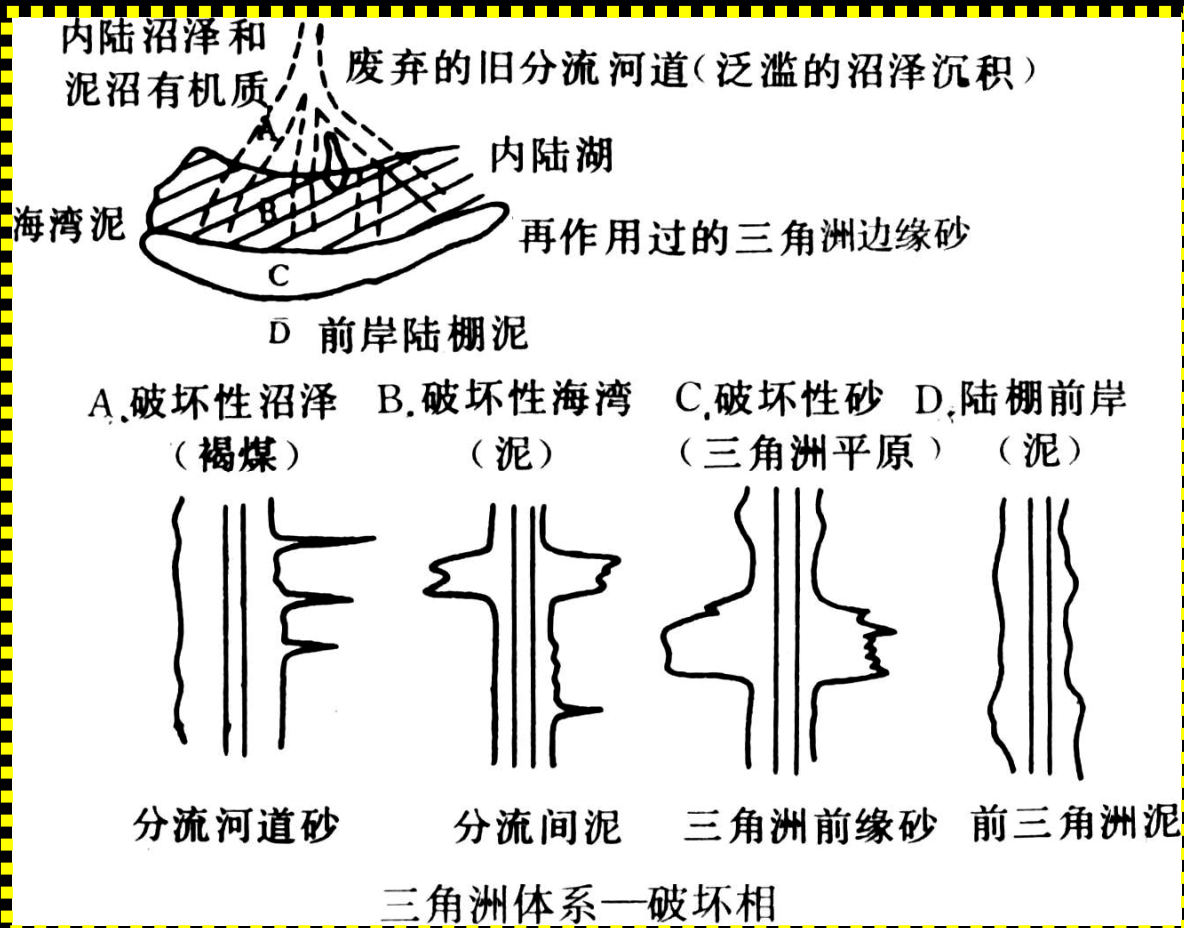 内陆沼泽和
泥沼有机质
废弃的旧分流河道(泛滥的沼泽沉积)
A
内陆湖
海湾泥
B
再作用过的三角洲边缘砂
C
D 前岸陆棚泥
A.破坏性沼泽 B.破坏性海湾 C.破坏性砂 D.陆棚前岸
(褐煤) (泥) (三角洲平原) (泥)
分流河道砂 分流间泥 三角洲前缘砂 前三角洲泥
三角洲体系—破坏相